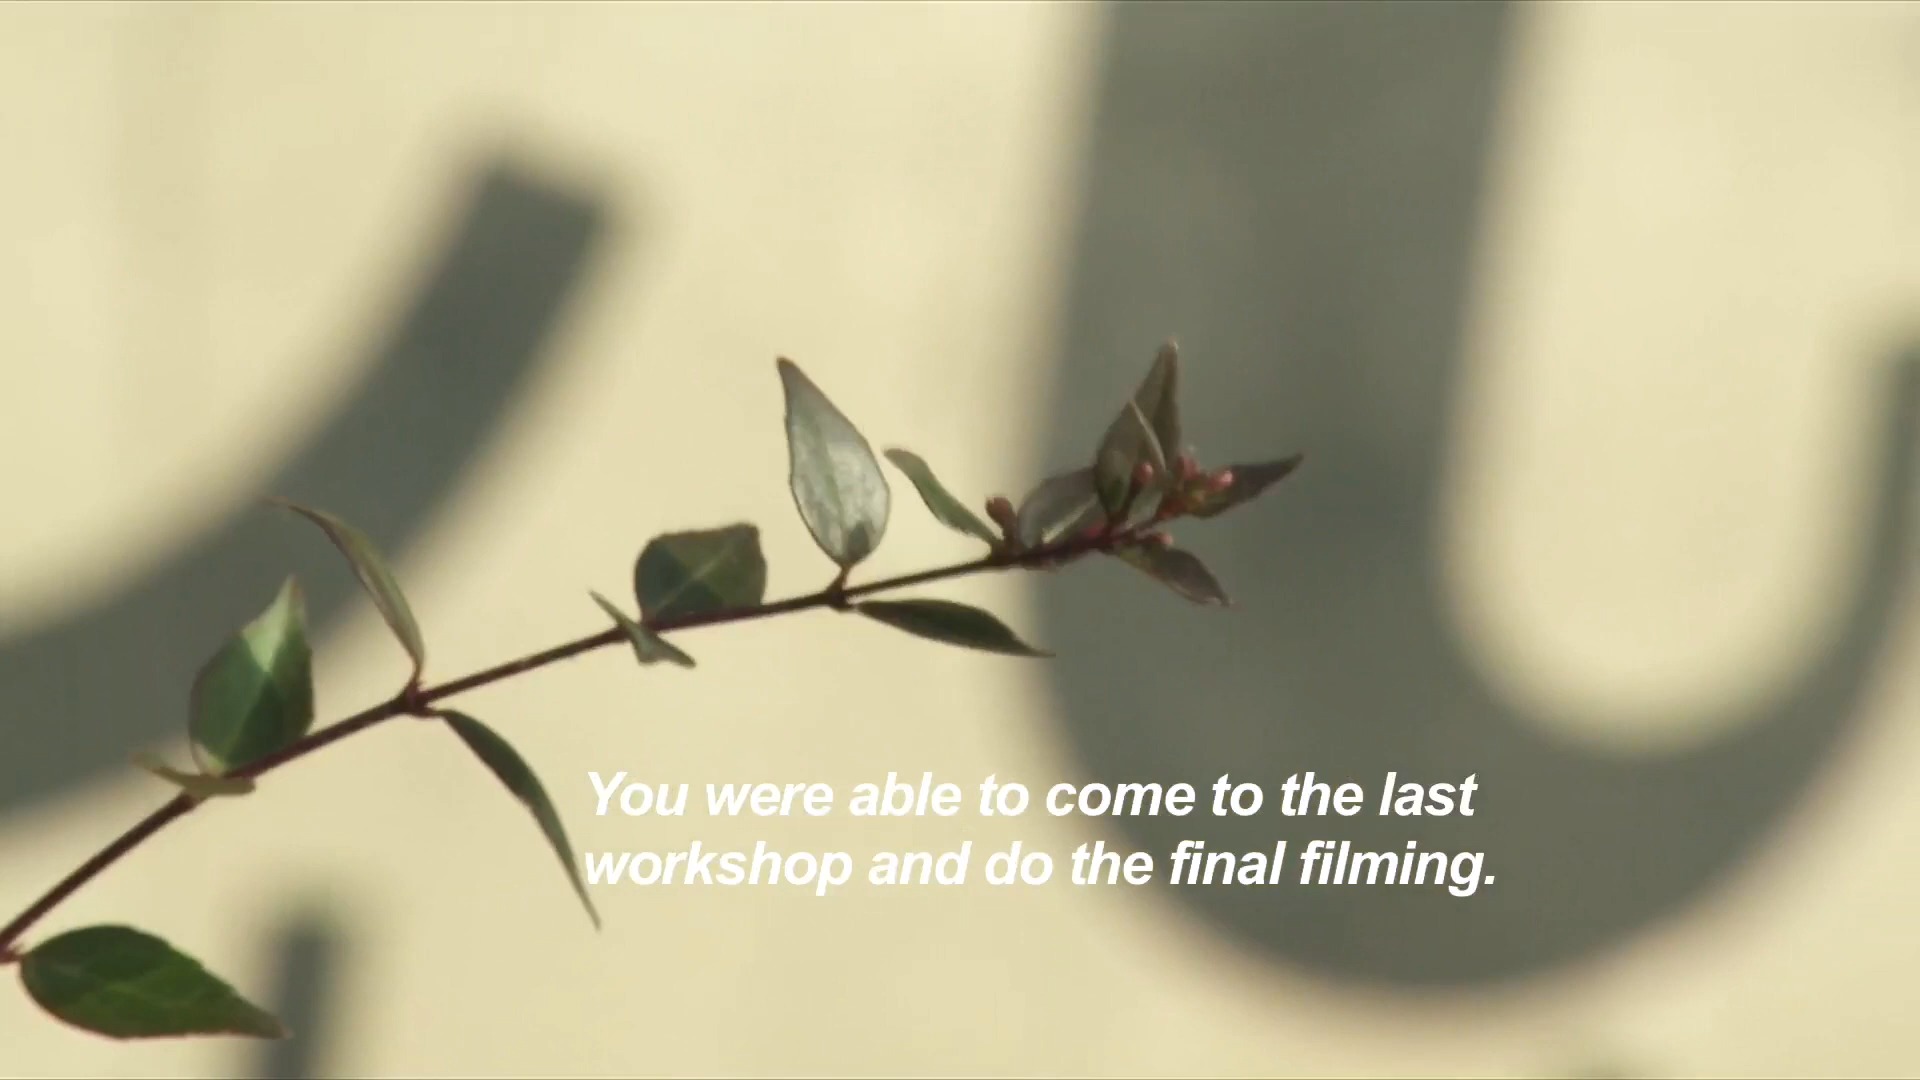 You were able to come to the last
workshop and do the final filming.